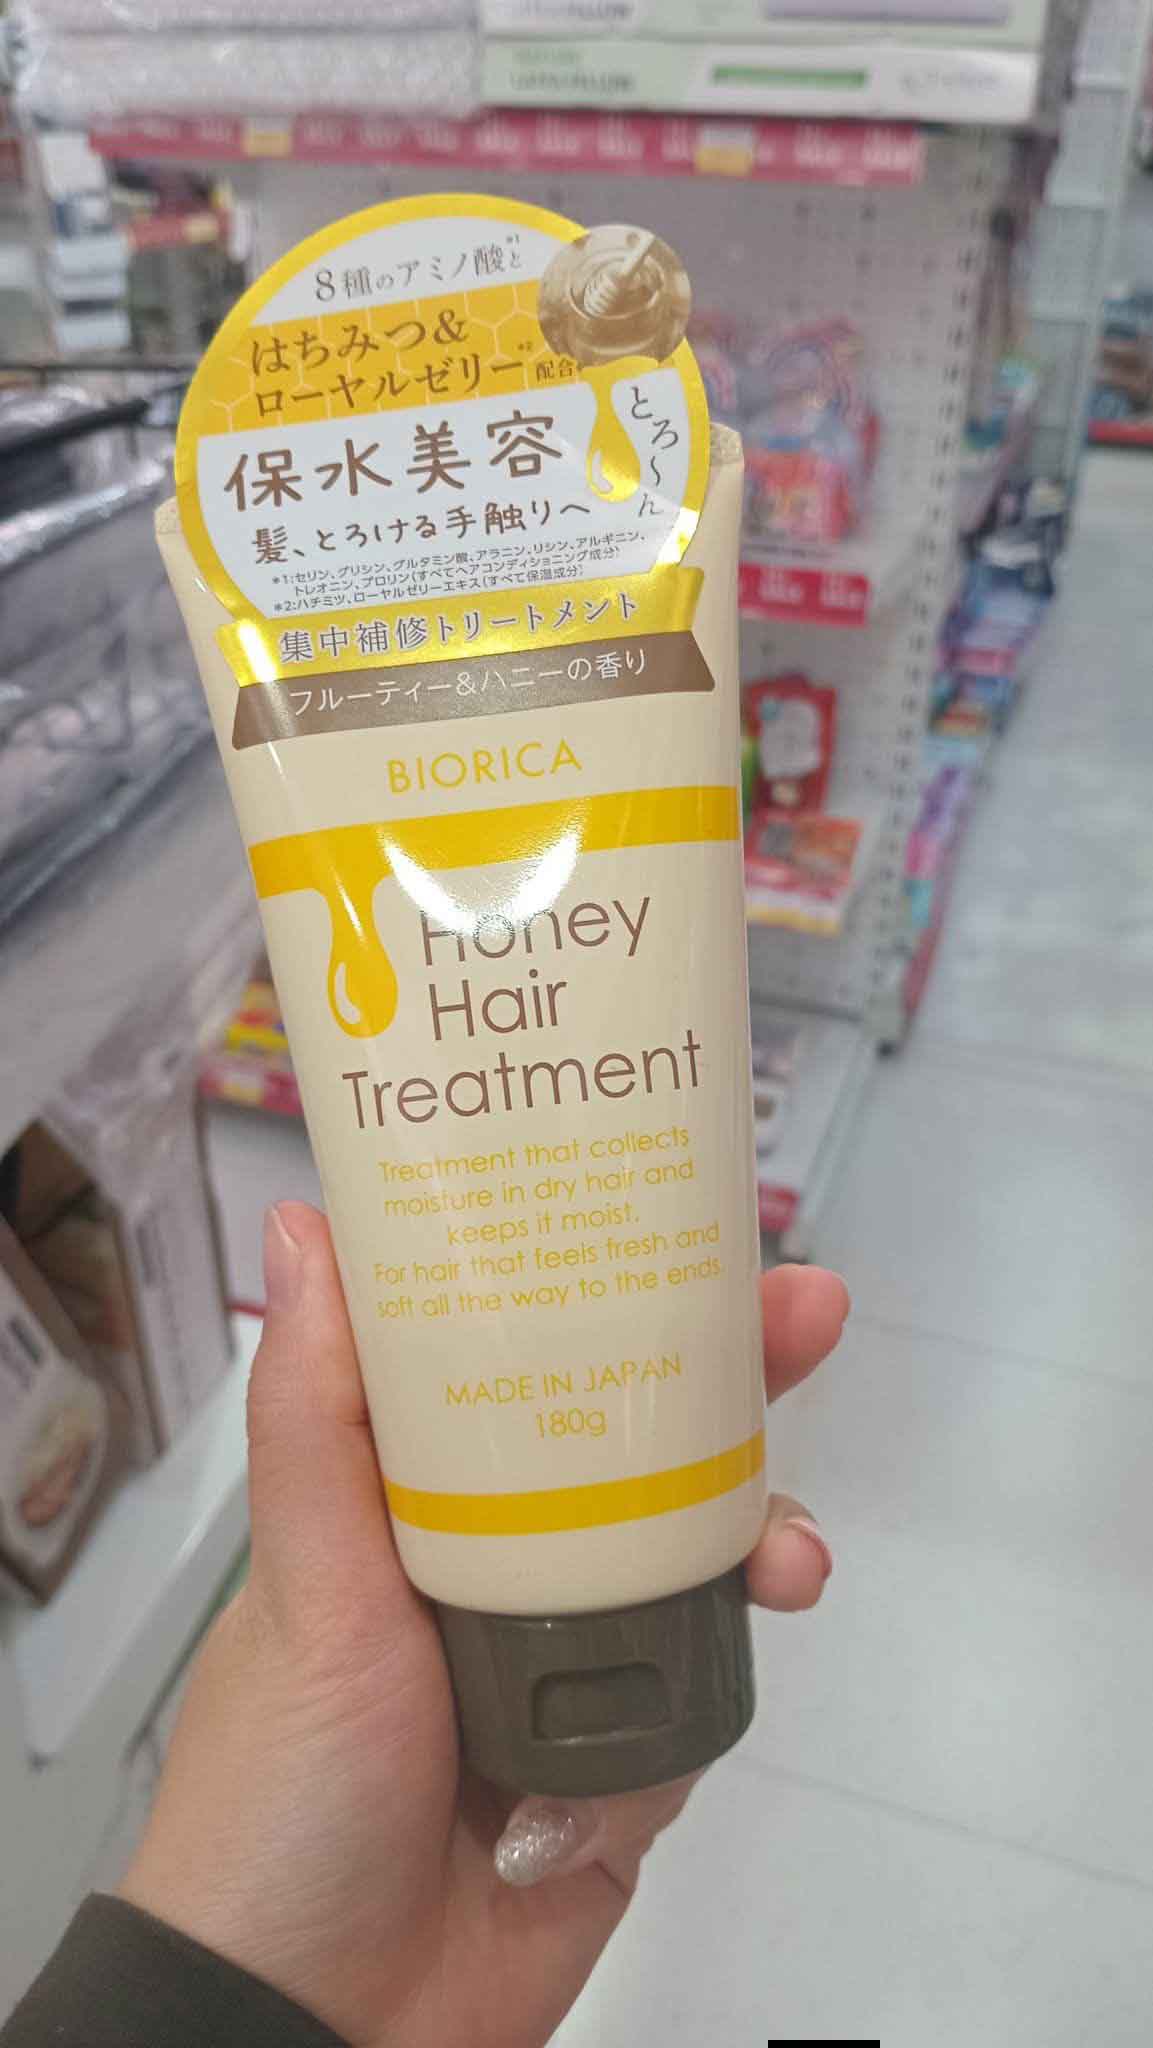 8種のアミノ酸*1と
はちみつ&
ローヤルゼリー*2配合
とろ～ん
保水美容
髪、とろける手触りへ
*1:セリン、グリシン、グルタミン酸、アラニン、リシン、アルギニン、
トレオニン、プロリン(すべてヘアコンディショニング成分)
*2:ハチミツ、ローヤルゼリーエキス(すべて保湿成分)
集中補修トリートメント
フルーティー&ハニーの香り
BIORICA
Honey
Hair
Treatment
Treatment that collects
moisture in dry hair and
keeps it moist.
For hair that feels fresh and
soft all the way to the ends.
MADE IN JAPAN
180g